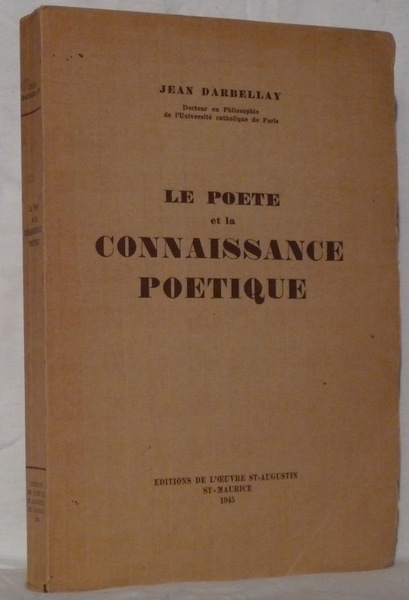 JEAN DARBELLAY
Docteur en Philosophie
de l'Université catholique de Paris
LE POETE
et la
CONNAISSANCE
POETIQUE
EDITIONS DE L'ŒUVRE ST-AUGUSTIN
ST-MAURICE
1945